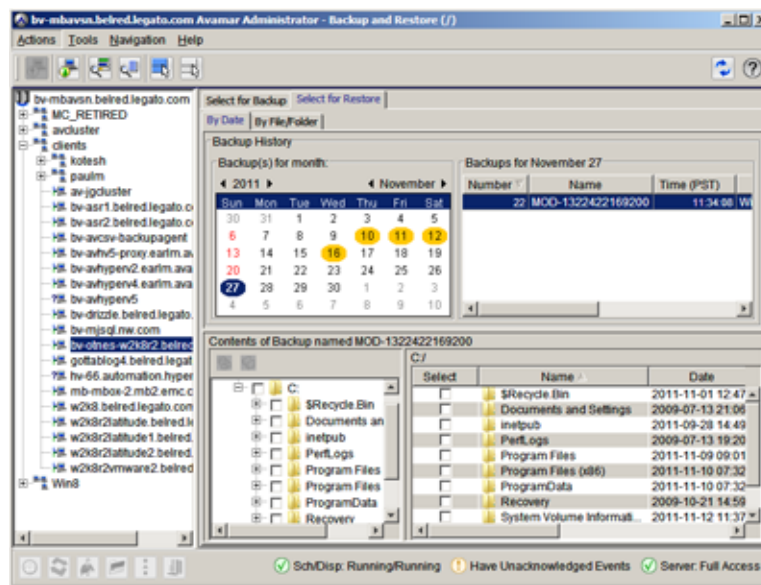 bv-mbavsn.belred.legato.com Avamar Administrator - Backup and Restore (/)
Actions Tools Navigation Help
bv-mbavsn.belred.legato.com
MC_RETIRED
avcluster
clients
kotesh
paulm
av-jgcluster
bv-asr1.belred.legato.c
bv-asr2.belred.legato.c
bv-avcsv-backupagent
bv-avhv5-proxy.earlm.av
bv-avhyperv2.earlm.ava
bv-avhyperv4.earlm.ava
bv-avhyperv5
bv-drizzle.belred.legato.
bv-mjsql.nw.com
bv-otnes-w2k8r2.belred
gottablog4.belred.legat
hv-66.automation.hyper
mb-mbox-2.mb2.emc.c
w2k8.belred.legato.com
w2k8r2latitude.belred.le
w2k8r2latitude1.belred.
w2k8r2latitude2.belred.
w2k8r2vmware2.belred
Win8
Select for Backup Select for Restore
By Date By File/Folder
Backup History
Backup(s) for month:
2011 November
Sun Mon Tue Wed Thu Fri Sat
30 31 1 2 3 4 5
6 7 8 9 10 11 12
13 14 15 16 17 18 19
20 21 22 23 24 25 26
27 28 29 30 1 2 3
4 5 6 7 8 9 10
Backups for November 27
Number Name Time (PST)
22 MOD-1322422169200 11:34:08 Wi
Contents of Backup named MOD-1322422169200
C:
$Recycle.Bin
Documents an
inetpub
PerfLogs
Program Files
Program Files
ProgramData
Recovery
C:/
Select Name Date
$Recycle.Bin 2011-11-01 12:47
Documents and Settings 2009-07-13 21:06
inetpub 2011-09-28 14:49
PerfLogs 2009-07-13 19:20
Program Files 2011-11-09 09:01
Program Files (x86) 2011-11-10 07:32
ProgramData 2011-11-10 07:32
Recovery 2009-10-21 14:59
System Volume Informati... 2011-11-12 11:37
Sch/Disp: Running/Running Have Unacknowledged Events Server: Full Access